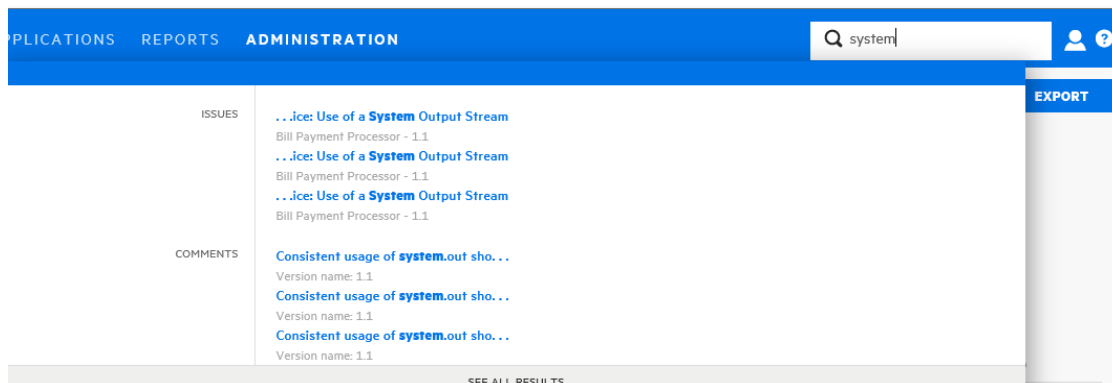 PPLICATIONS REPORTS ADMINISTRATION system ?
EXPORT
ISSUES
. . .ice: Use of a System Output Stream
Bill Payment Processor - 1.1
. . .ice: Use of a System Output Stream
Bill Payment Processor - 1.1
. . .ice: Use of a System Output Stream
Bill Payment Processor - 1.1
COMMENTS
Consistent usage of system.out sho. . .
Version name: 1.1
Consistent usage of system.out sho. . .
Version name: 1.1
Consistent usage of system.out sho. . .
Version name: 1.1
SEE ALL RESULTS